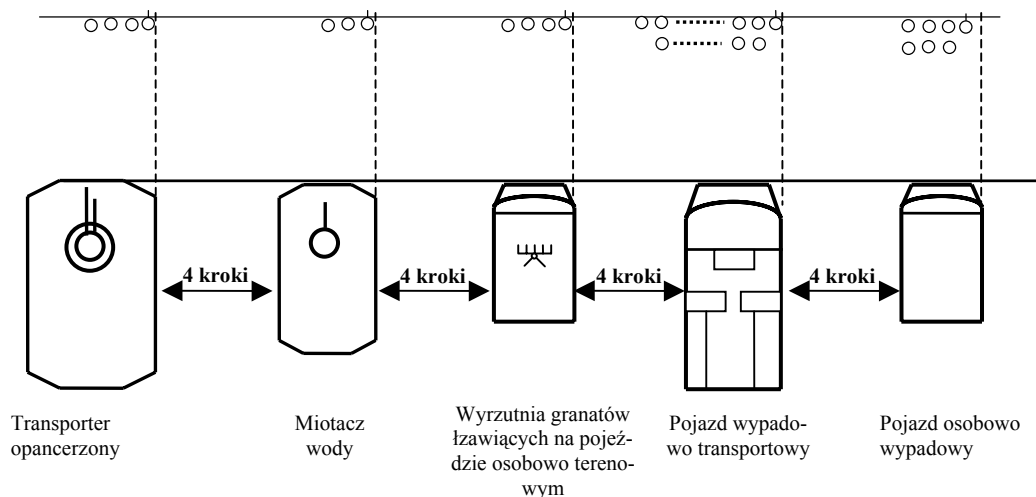 4 kroki
4 kroki
4 kroki
4 kroki
Transporter
opancerzony
Miotacz
wody
Wyrzutnia granatów
łzawiących na pojeź-
dzie osobowo tereno-
wym
Pojazd wypado-
wo transportowy
Pojazd osobowo
wypadowy